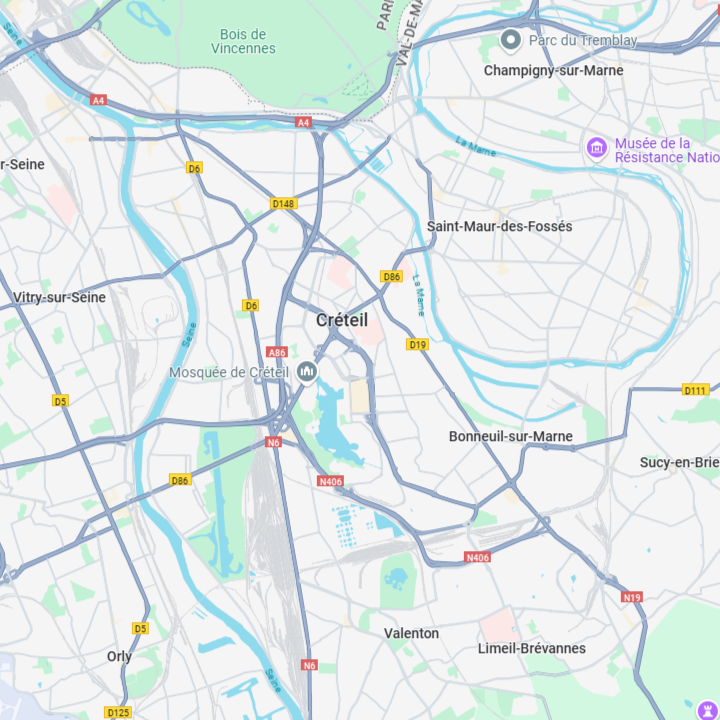 Seine
PARIS
VAL-DE-MA
Bois de
Vincennes
Parc du Tremblay
Champigny-sur-Marne
A4
A4
La Marne
Musée de la
Résistance Natio
r-Seine
D6
D148
Saint-Maur-des-Fossés
D86
La Marne
Vitry-sur-Seine
D6
Créteil
Seine
D19
A86
Mosquée de Créteil
D5
D111
N6
Bonneuil-sur-Marne
Sucy-en-Brie
D86
N406
N406
N19
D5
Valenton
Limeil-Brévannes
Orly
N6
Seine
D125